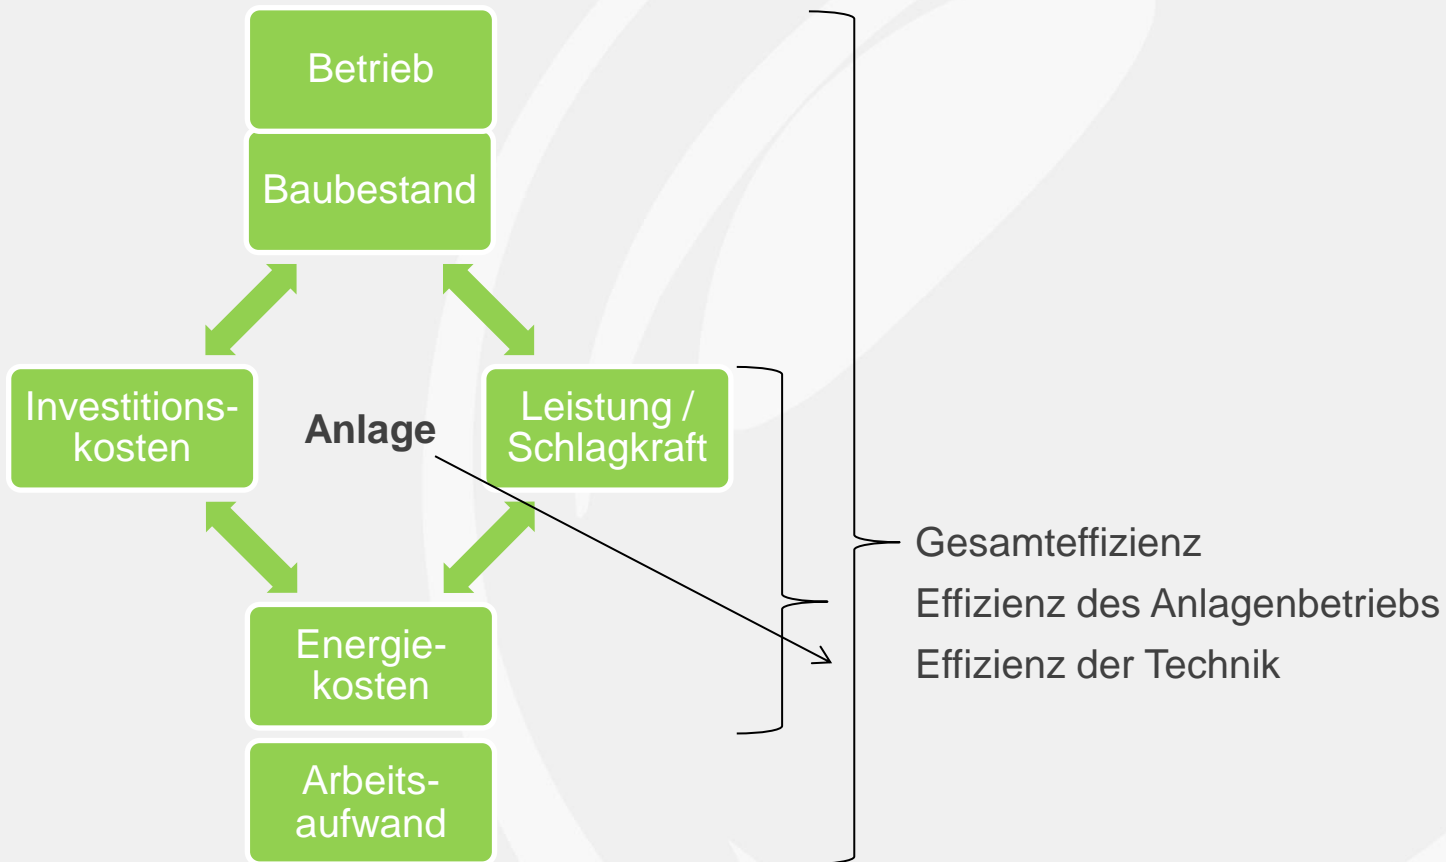 Betrieb
Baubestand
Investitions-
kosten
Anlage
Leistung /
Schlagkraft
Energie-
kosten
Arbeits-
aufwand
Gesamteffizienz
Effizienz des Anlagenbetriebs
Effizienz der Technik